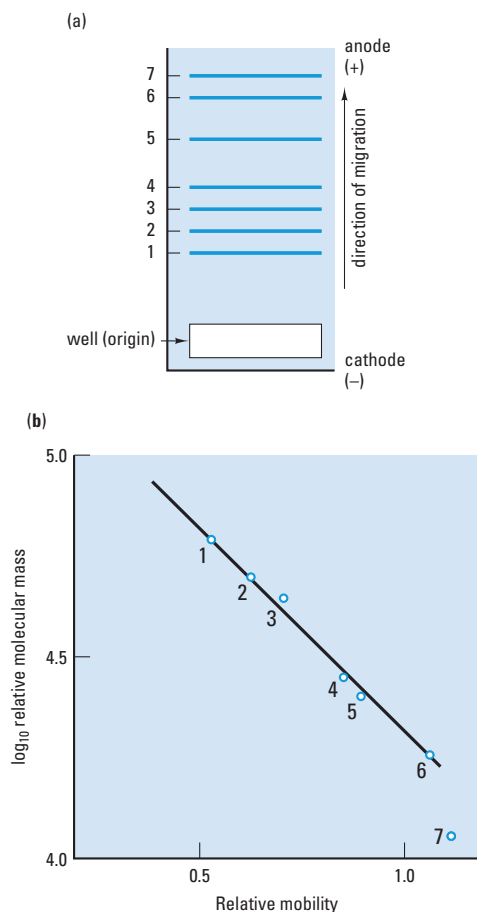 (a)
anode
(+)
7
6
5
4
3
2
1
direction of migration
well (origin)
cathode
(–)
(b)
5.0
4.5
4.0
log₁₀ relative molecular mass
1
2
3
4
5
6
7
0.5 1.0
Relative mobility